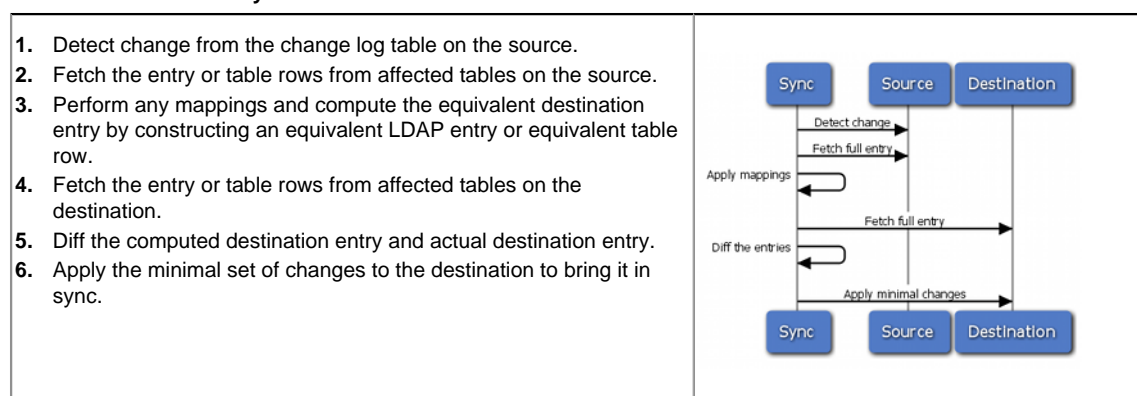 1. Detect change from the change log table on the source.
2. Fetch the entry or table rows from affected tables on the source.
3. Perform any mappings and compute the equivalent destination
entry by constructing an equivalent LDAP entry or equivalent table
row.
4. Fetch the entry or table rows from affected tables on the
destination.
5. Diff the computed destination entry and actual destination entry.
6. Apply the minimal set of changes to the destination to bring it in
sync.
Sync Source Destination
Detect change
Fetch full entry
Apply mappings
Fetch full entry
Diff the entries
Apply minimal changes
Sync Source Destination